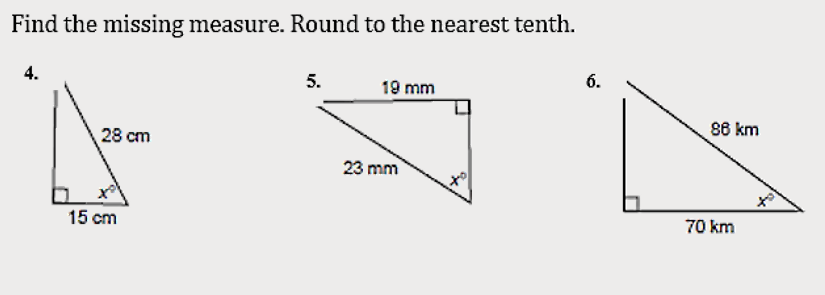 Find the missing measure. Round to the nearest tenth.
4.
28 cm
x°
15 cm
5.
19 mm
23 mm
x°
6.
86 km
x°
70 km